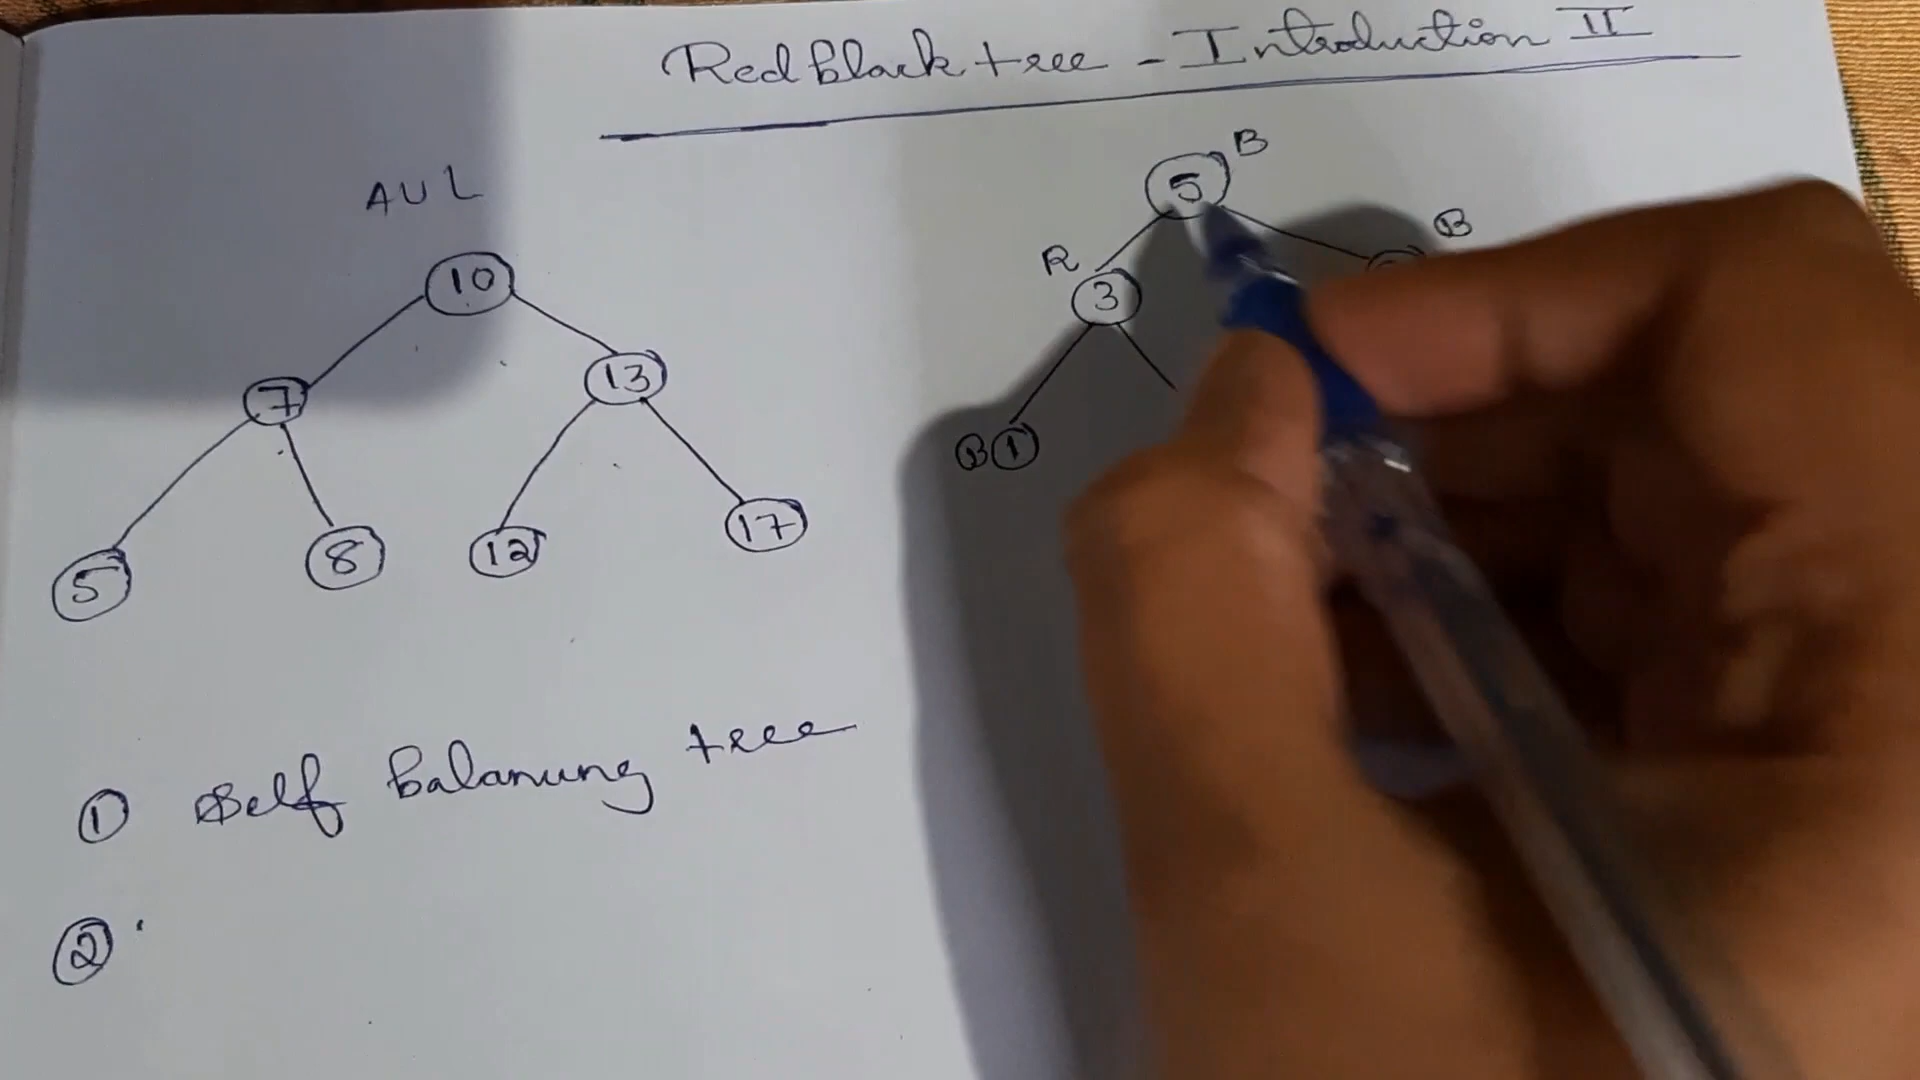 Red black tree - Introduction II
AVL
5 B
B
R
3
10
7
13
B 1
5
8
12
17
① Self balancing tree
②